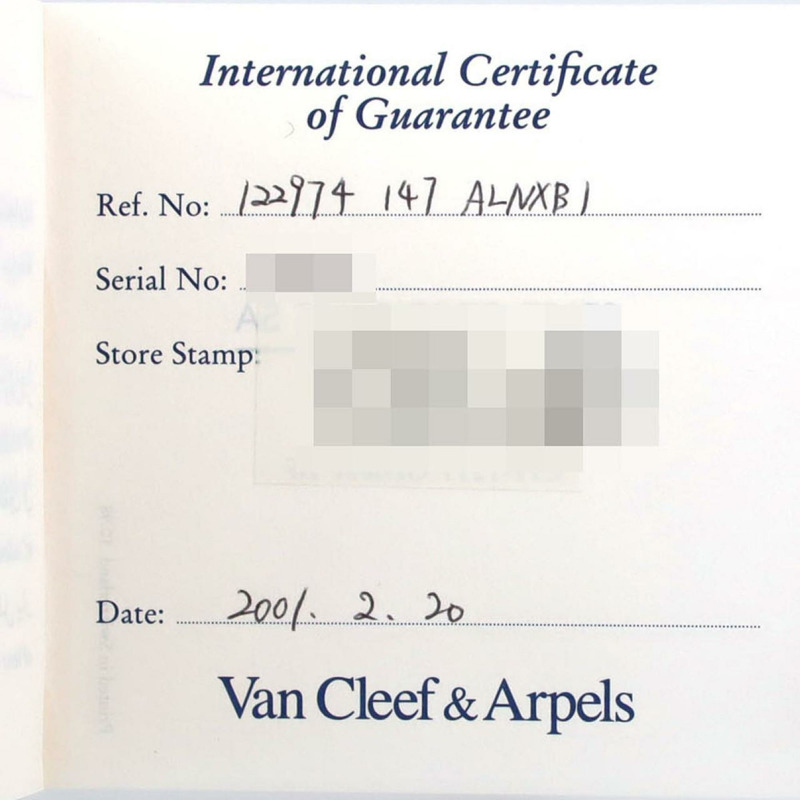 International Certificate
of Guarantee
Ref. No: 122974 147 ALNXB1
Serial No:
Store Stamp:
Date: 2001. 2. 20
Van Cleef & Arpels